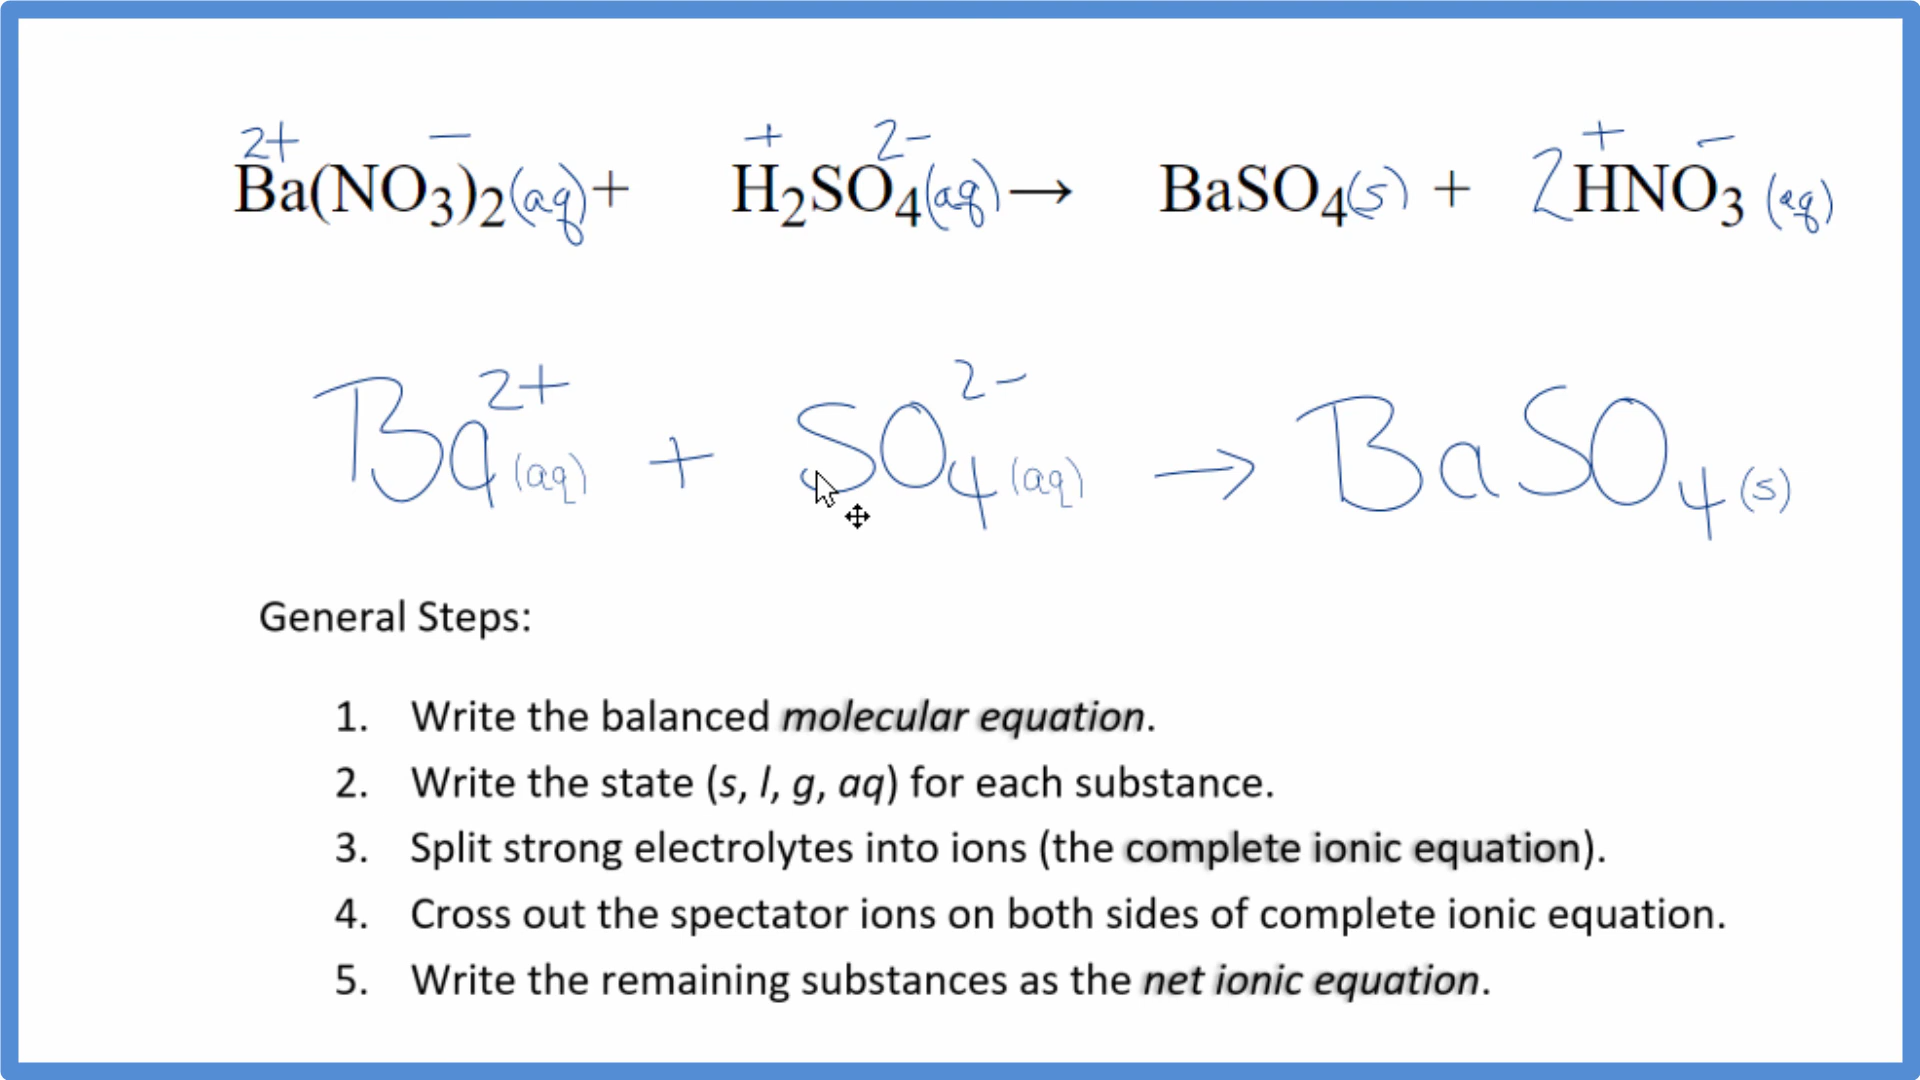 2+ − + 2− + −
Ba(NO₃)₂(aq) + H₂SO₄(aq) → BaSO₄(s) + 2HNO₃(aq)
Ba²⁺(aq) + SO₄²⁻(aq) → BaSO₄(s)
General Steps:
1. Write the balanced molecular equation.
2. Write the state (s, l, g, aq) for each substance.
3. Split strong electrolytes into ions (the complete ionic equation).
4. Cross out the spectator ions on both sides of complete ionic equation.
5. Write the remaining substances as the net ionic equation.